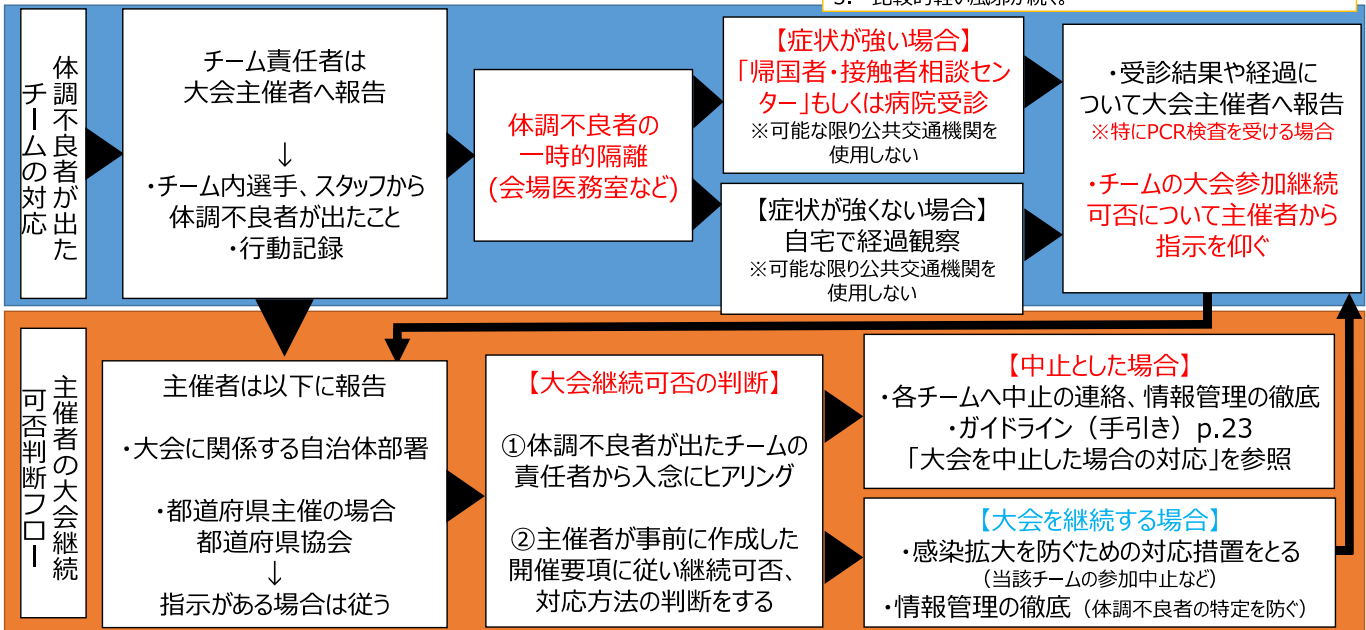 3. 比較的軽い風邪が続く。
体調不良者が出た
チームの対応
チーム責任者は
大会主催者へ報告
↓
・チーム内選手、スタッフから
体調不良者が出たこと
・行動記録
体調不良者の
一時的隔離
(会場医務室など)
【症状が強い場合】
「帰国者・接触者相談セン
ター」もしくは病院受診
※可能な限り公共交通機関を
使用しない
【症状が強くない場合】
自宅で経過観察
※可能な限り公共交通機関を
使用しない
・受診結果や経過に
ついて大会主催者へ報告
※特にPCR検査を受ける場合
・チームの大会参加継続
可否について主催者から
指示を仰ぐ
主催者の大会継続
可否判断フロー
主催者は以下に報告
・大会に関係する自治体部署
・都道府県主催の場合
都道府県協会
↓
指示がある場合は従う
【大会継続可否の判断】
①体調不良者が出たチームの
責任者から入念にヒアリング
②主催者が事前に作成した
開催要項に従い継続可否、
対応方法の判断をする
【中止とした場合】
・各チームへ中止の連絡、情報管理の徹底
・ガイドライン（手引き）p.23
「大会を中止した場合の対応」を参照
【大会を継続する場合】
・感染拡大を防ぐための対応措置をとる
（当該チームの参加中止など）
・情報管理の徹底（体調不良者の特定を防ぐ）